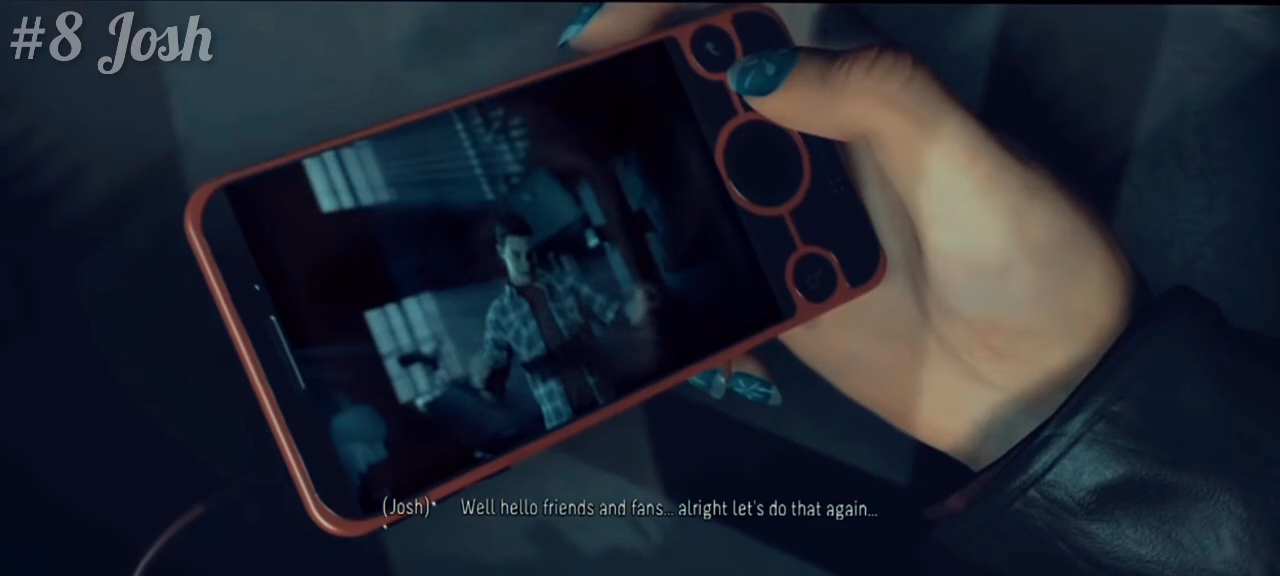 #8 Josh
(Josh)* Well hello friends and fans... alright let's do that again...